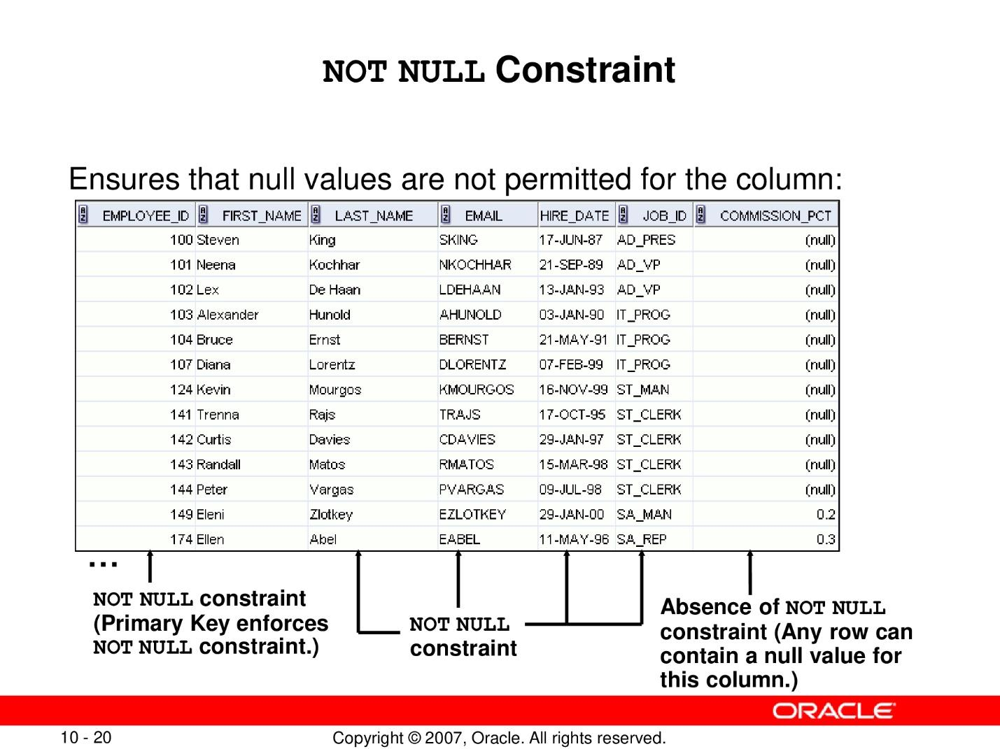 NOT NULL Constraint
Ensures that null values are not permitted for the column:
EMPLOYEE_ID FIRST_NAME LAST_NAME EMAIL HIRE_DATE JOB_ID COMMISSION_PCT
100 Steven King SKING 17-JUN-87 AD_PRES (null)
101 Neena Kochhar NKOCHHAR 21-SEP-89 AD_VP (null)
102 Lex De Haan LDEHAAN 13-JAN-93 AD_VP (null)
103 Alexander Hunold AHUNOLD 03-JAN-90 IT_PROG (null)
104 Bruce Ernst BERNST 21-MAY-91 IT_PROG (null)
107 Diana Lorentz DLORENTZ 07-FEB-99 IT_PROG (null)
124 Kevin Mourgos KMOURGOS 16-NOV-99 ST_MAN (null)
141 Trenna Rajs TRAJS 17-OCT-95 ST_CLERK (null)
142 Curtis Davies CDAVIES 29-JAN-97 ST_CLERK (null)
143 Randall Matos RMATOS 15-MAR-98 ST_CLERK (null)
144 Peter Vargas PVARGAS 09-JUL-98 ST_CLERK (null)
149 Eleni Zlotkey EZLOTKEY 29-JAN-00 SA_MAN 0.2
174 Ellen Abel EABEL 11-MAY-96 SA_REP 0.3
…
NOT NULL constraint
(Primary Key enforces
NOT NULL constraint.)
NOT NULL
constraint
Absence of NOT NULL
constraint (Any row can
contain a null value for
this column.)
ORACLE
10 - 20
Copyright © 2007, Oracle. All rights reserved.